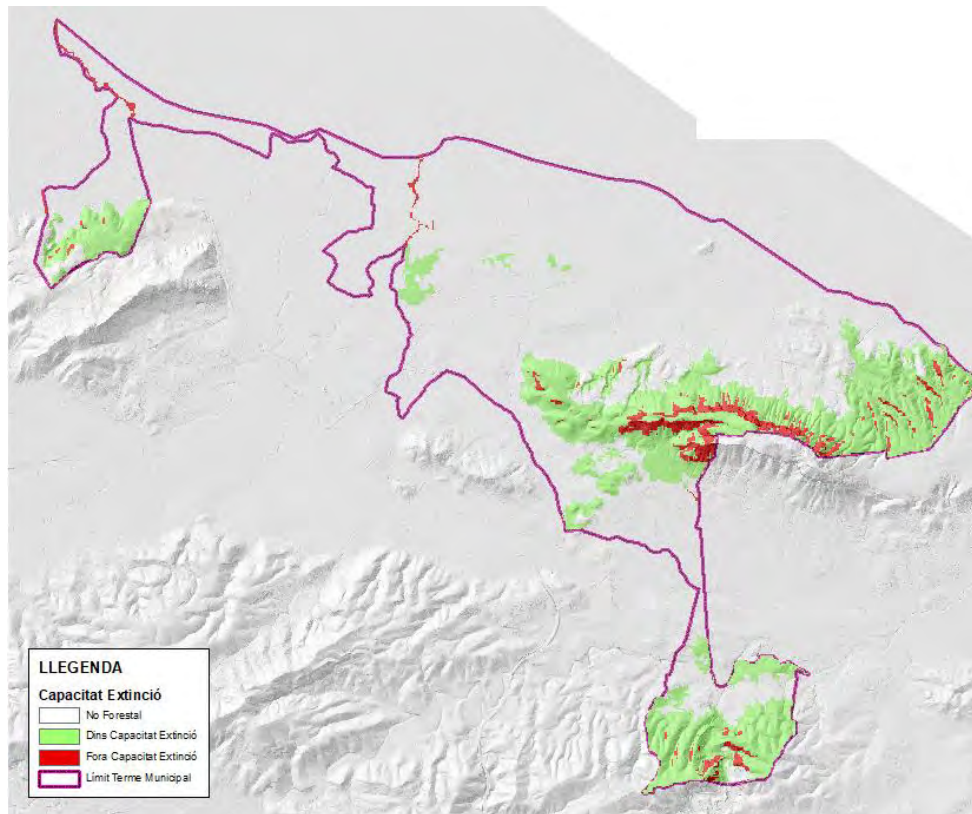 LLEGENDA
Capacitat Extinció
No Forestal
Dins Capacitat Extinció
Fora Capacitat Extinció
Límit Terme Municipal